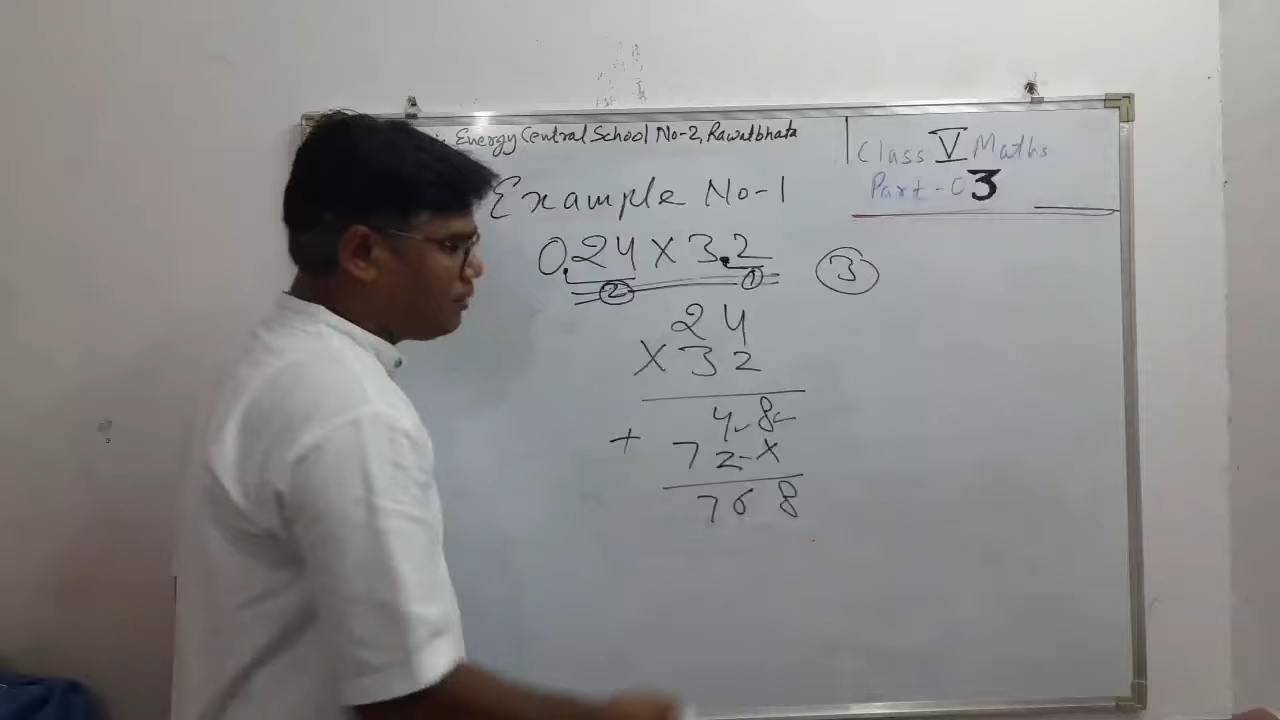 Energy Central School No-2, Rawatbhata
Class V Maths
Part-03
Example No-1
0.24 X 3.2
2 1
3
24
X 32
48
+ 72X
768